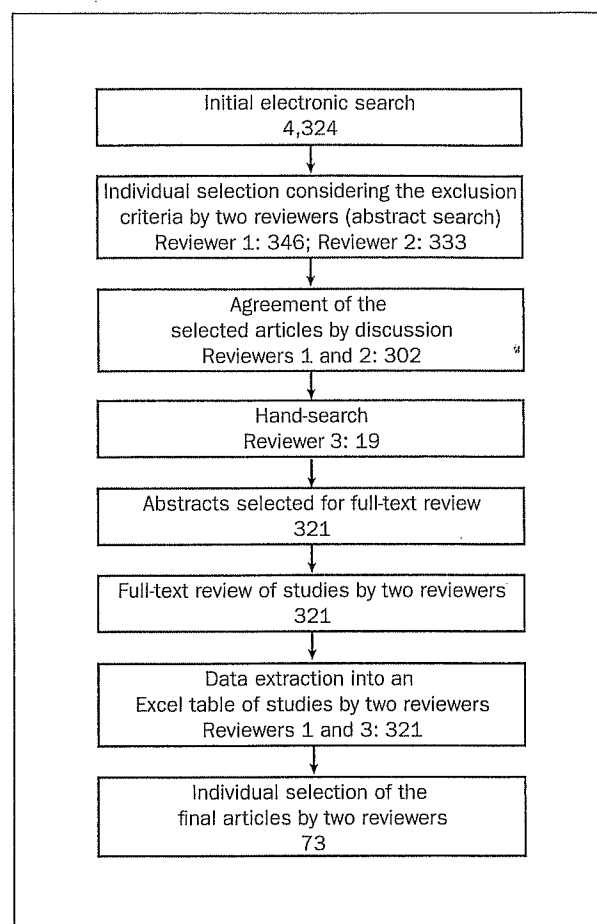 Initial electronic search
4,324
Individual selection considering the exclusion
criteria by two reviewers (abstract search)
Reviewer 1: 346; Reviewer 2: 333
Agreement of the
selected articles by discussion
Reviewers 1 and 2: 302
Hand-search
Reviewer 3: 19
Abstracts selected for full-text review
321
Full-text review of studies by two reviewers
321
Data extraction into an
Excel table of studies by two reviewers
Reviewers 1 and 3: 321
Individual selection of the
final articles by two reviewers
73